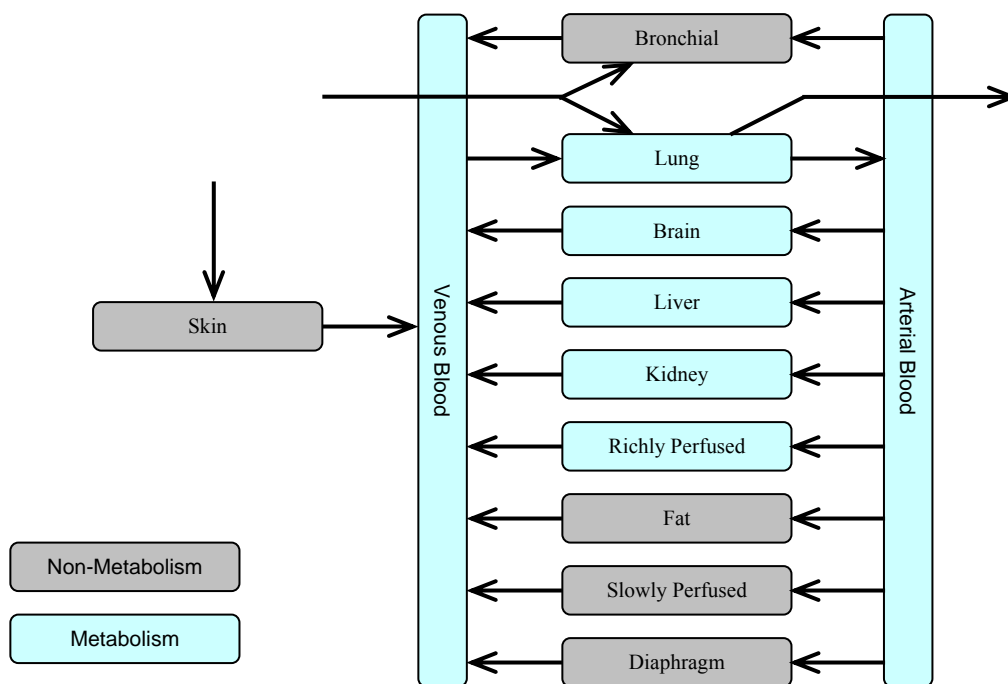 Bronchial
Lung
Brain
Liver
Skin
Venous Blood
Arterial Blood
Kidney
Richly Perfused
Fat
Non-Metabolism
Slowly Perfused
Metabolism
Diaphragm